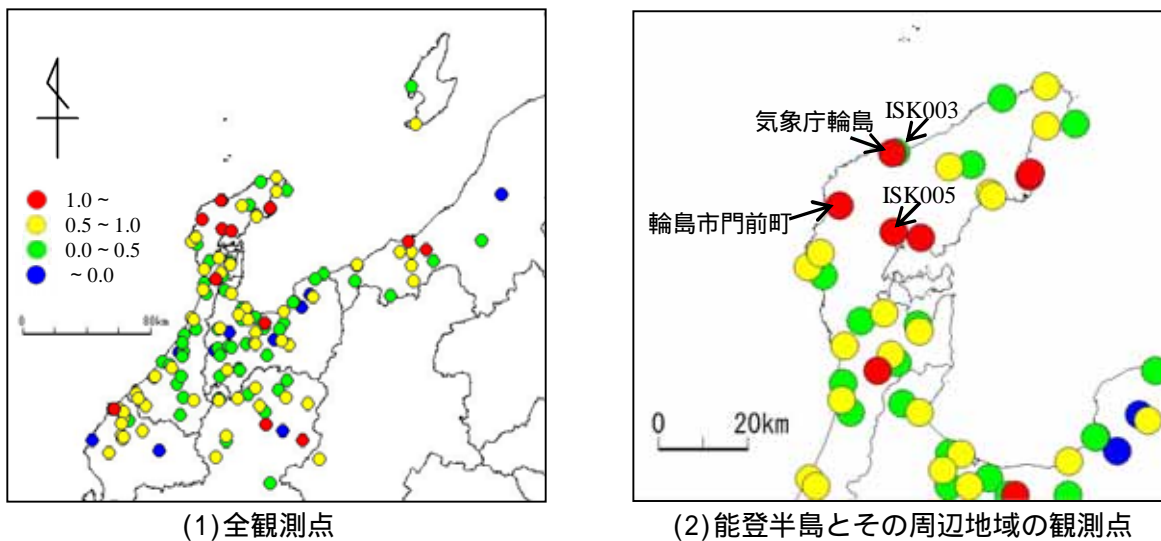 1.0 ~
0.5 ~ 1.0
0.0 ~ 0.5
~ 0.0
0 80km
(1)全観測点
ISK003
気象庁輪島
ISK005
輪島市門前町
0 20km
(2)能登半島とその周辺地域の観測点